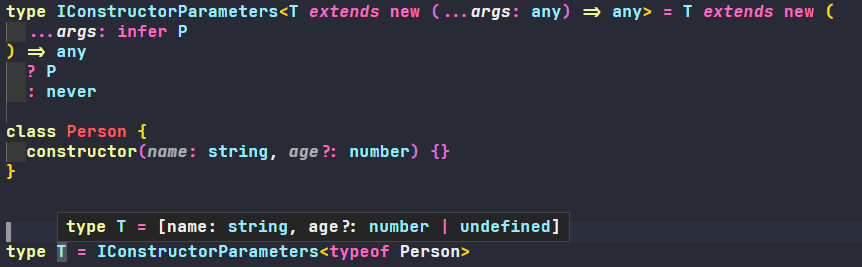 type IConstructorParameters<T extends new (...args: any) => any> = T extends new (
  ...args: infer P
) => any
  ? P
  : never

class Person {
  constructor(name: string, age?: number) {}
}

type T = [name: string, age?: number | undefined]
type T = IConstructorParameters<typeof Person>